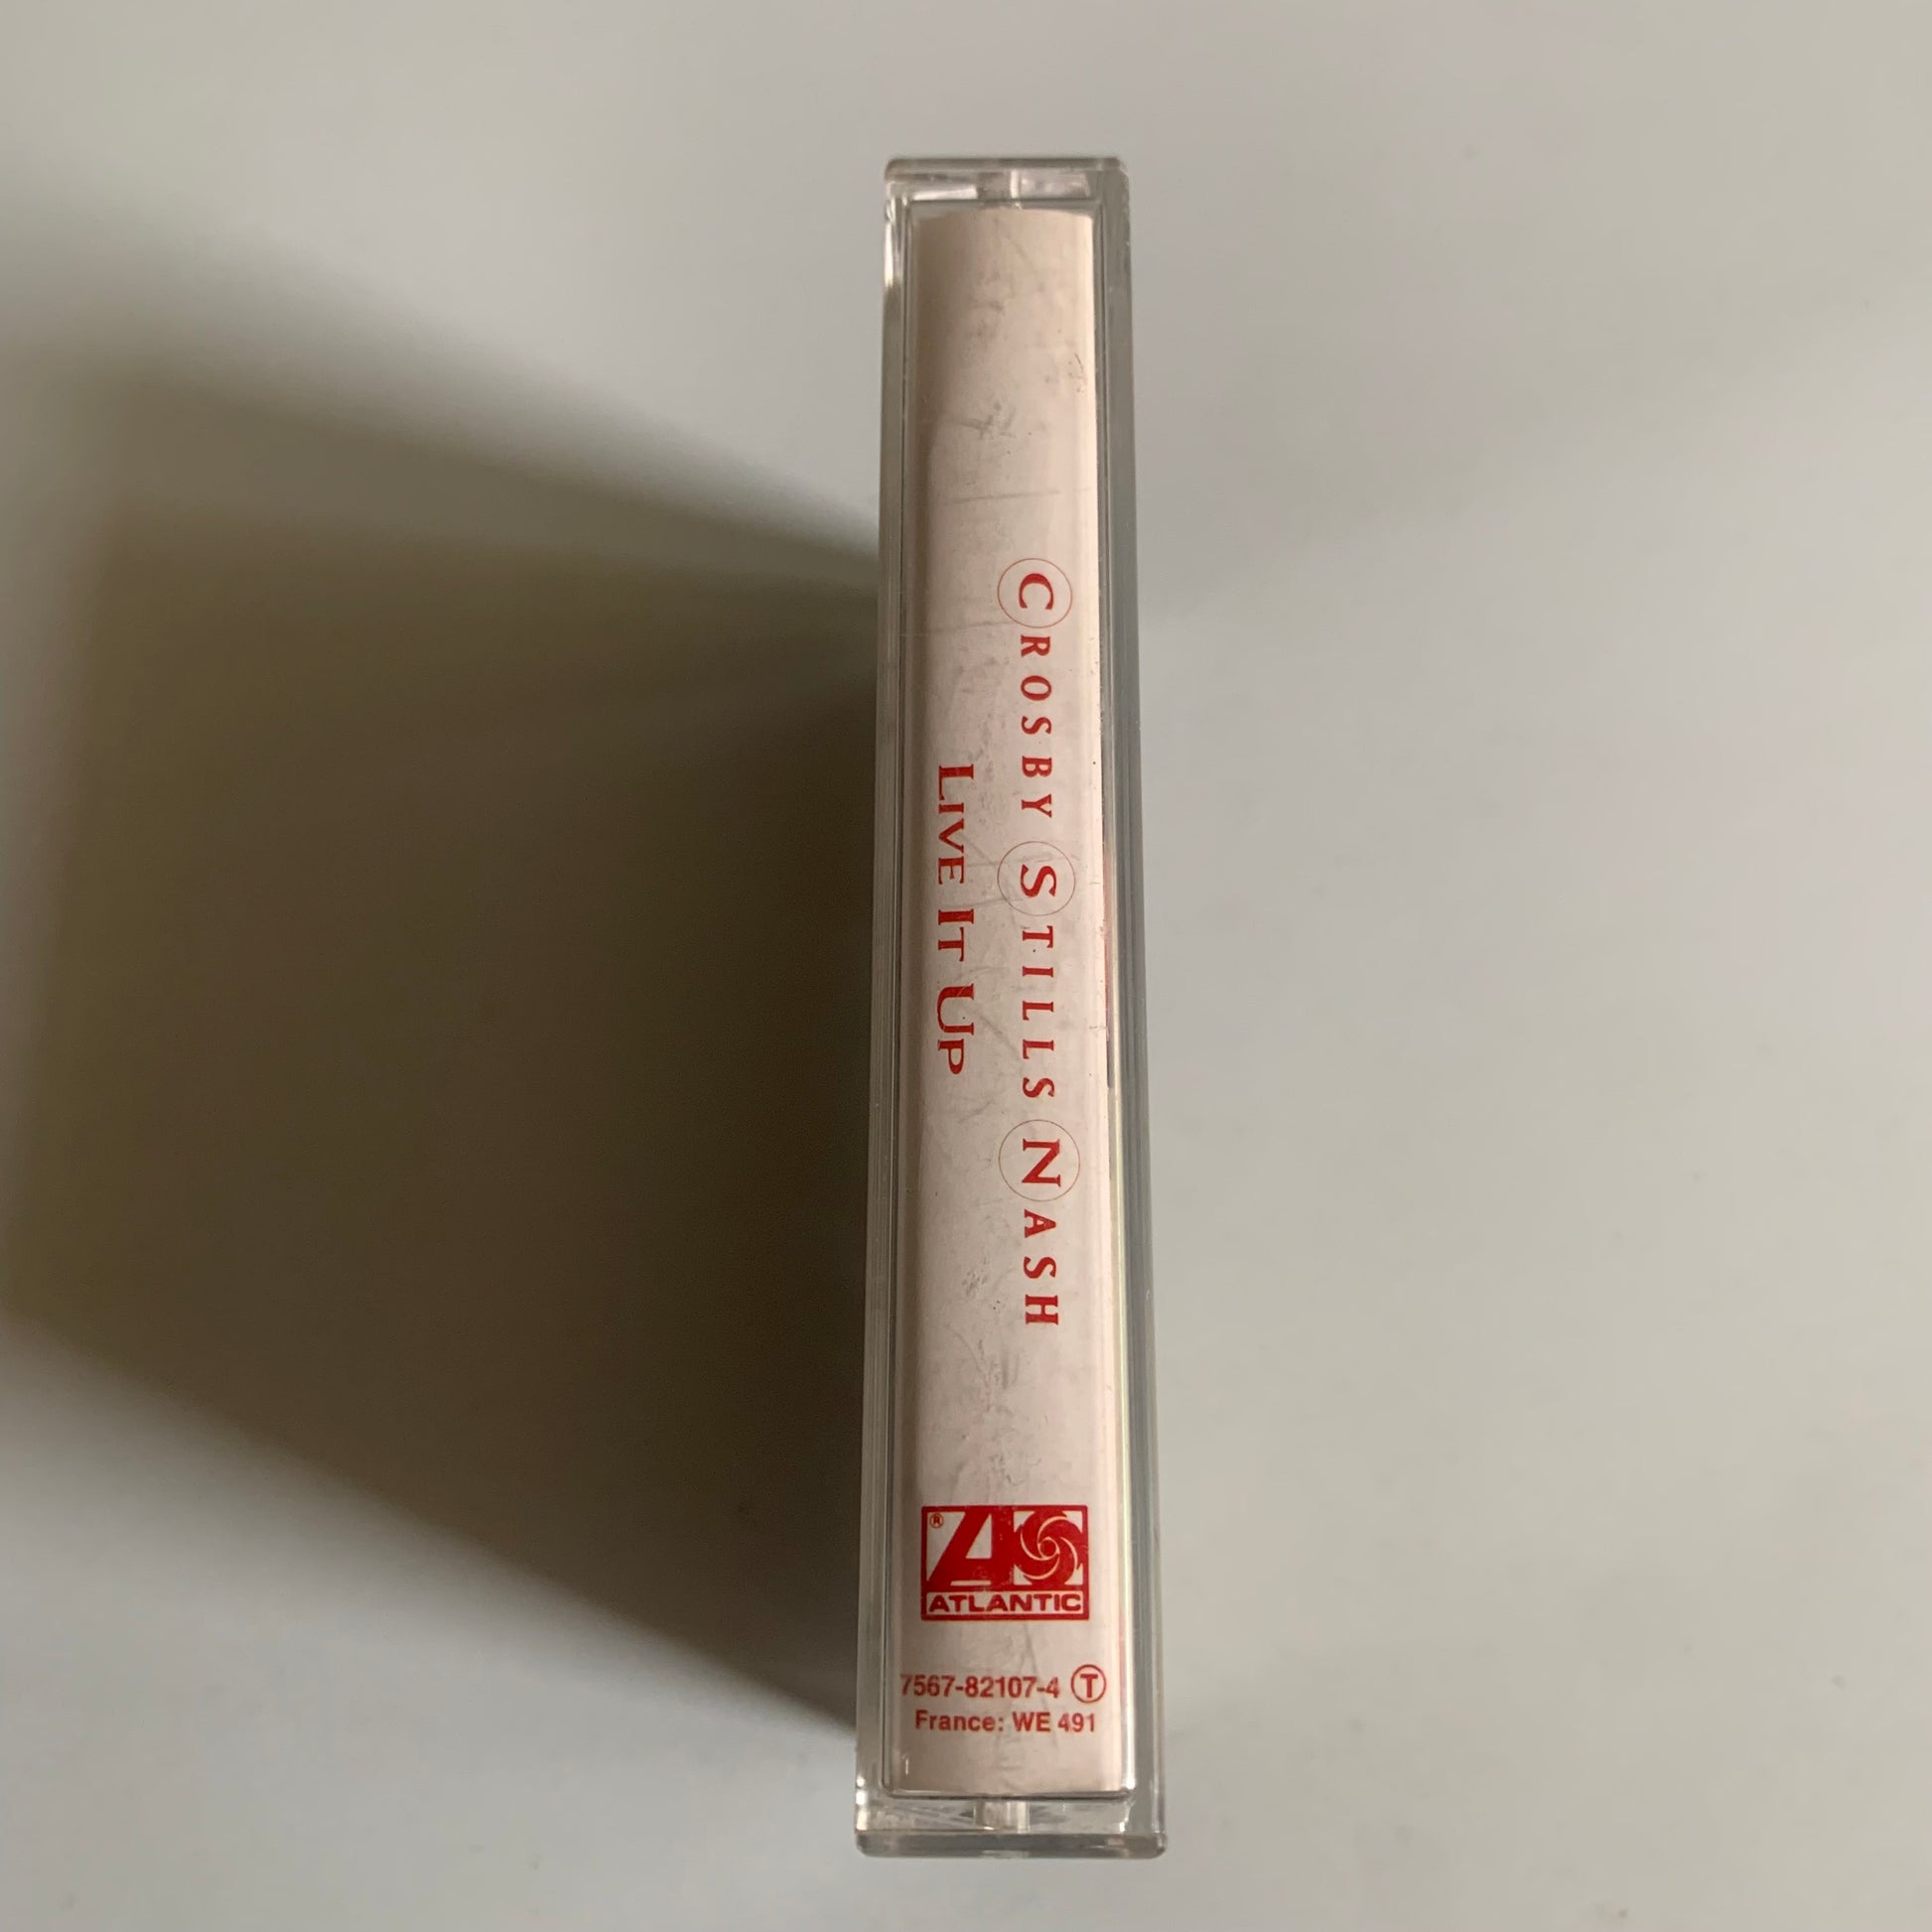 CROSBY STILLS NASH
LIVE IT UP
®
ATLANTIC
7567-82107-4 Ⓣ
France: WE 491